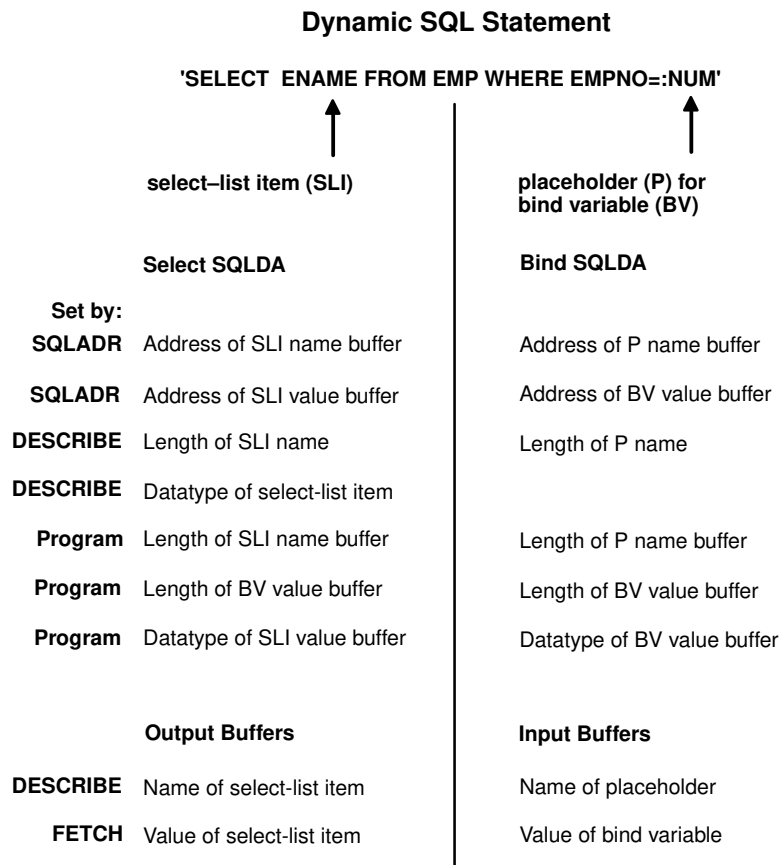 Dynamic SQL Statement
'SELECT ENAME FROM EMP WHERE EMPNO=:NUM'
select–list item (SLI)
placeholder (P) for
bind variable (BV)
Select SQLDA
Bind SQLDA
Set by:
SQLADR Address of SLI name buffer Address of P name buffer
SQLADR Address of SLI value buffer Address of BV value buffer
DESCRIBE Length of SLI name Length of P name
DESCRIBE Datatype of select-list item
Program Length of SLI name buffer Length of P name buffer
Program Length of BV value buffer Length of BV value buffer
Program Datatype of SLI value buffer Datatype of BV value buffer
Output Buffers Input Buffers
DESCRIBE Name of select-list item Name of placeholder
FETCH Value of select-list item Value of bind variable